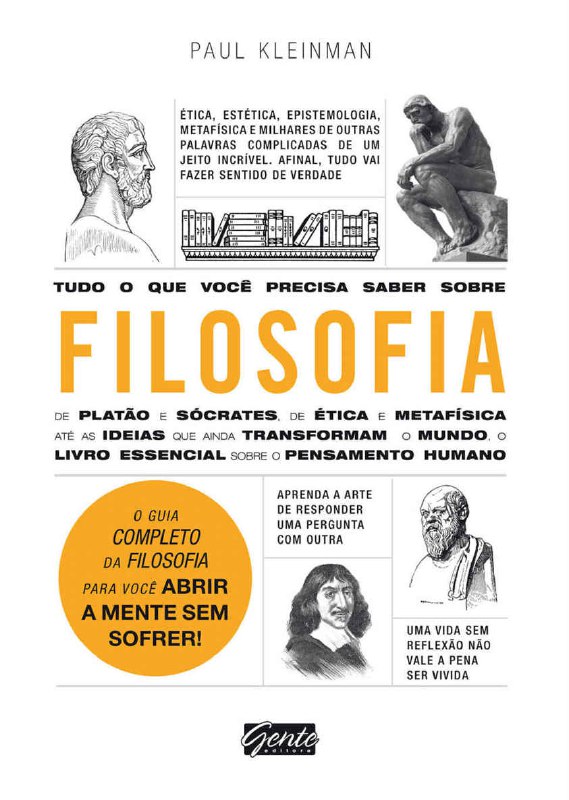 PAUL KLEINMAN
ÉTICA, ESTÉTICA, EPISTEMOLOGIA,
METAFÍSICA E MILHARES DE OUTRAS
PALAVRAS COMPLICADAS DE UM
JEITO INCRÍVEL. AFINAL, TUDO VAI
FAZER SENTIDO DE VERDADE
TUDO O QUE VOCÊ PRECISA SABER SOBRE
FILOSOFIA
DE PLATÃO E SÓCRATES, DE ÉTICA E METAFÍSICA
ATÉ AS IDEIAS QUE AINDA TRANSFORMAM O MUNDO, O
LIVRO ESSENCIAL SOBRE O PENSAMENTO HUMANO
O GUIA
COMPLETO
DA FILOSOFIA
PARA VOCÊ ABRIR
A MENTE SEM
SOFRER!
APRENDA A ARTE
DE RESPONDER
UMA PERGUNTA
COM OUTRA
UMA VIDA SEM
REFLEXÃO NÃO
VALE A PENA
SER VIVIDA
Gente
editora